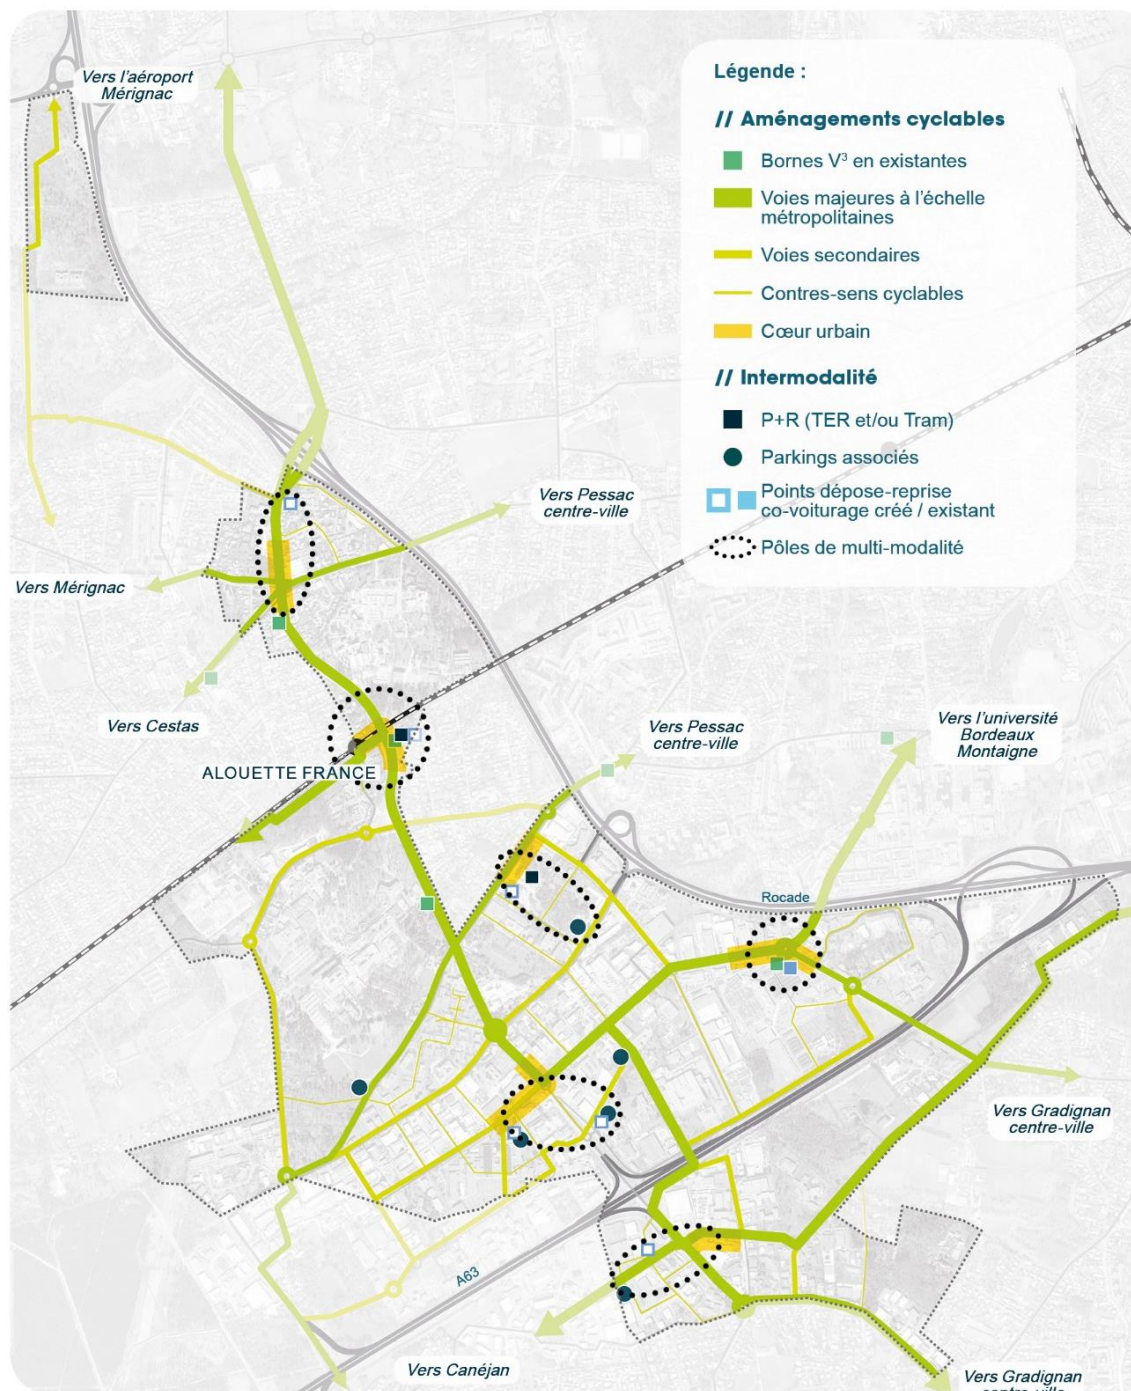 Vers l'aéroport
Mérignac
Légende :
// Aménagements cyclables
Bornes V³ en existantes
Voies majeures à l'échelle
métropolitaines
Voies secondaires
Contres-sens cyclables
Cœur urbain
// Intermodalité
P+R (TER et/ou Tram)
Parkings associés
Points dépose-reprise
co-voiturage créé / existant
Pôles de multi-modalité
Vers Pessac
centre-ville
Vers Mérignac
Vers Cestas
ALOUETTE FRANCE
Vers Pessac
centre-ville
Vers l'université
Bordeaux
Montaigne
Rocade
Vers Gradignan
centre-ville
A63
Vers Canéjan
Vers Gradignan
centre-ville